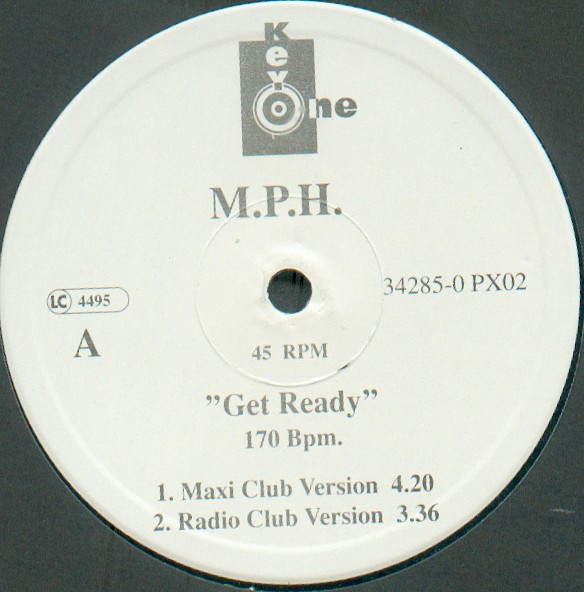 Key One
M.P.H.
34285-0 PX02
LC 4495
A
45 RPM
"Get Ready"
170 Bpm.
1. Maxi Club Version 4.20
2. Radio Club Version 3.36